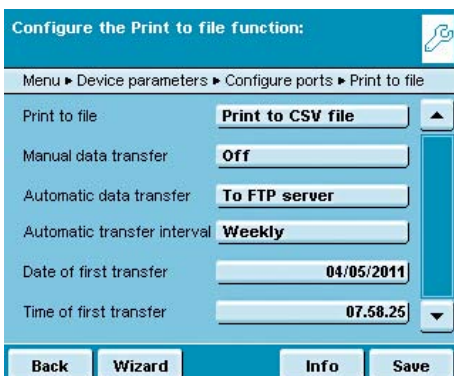 Configure the Print to file function:
Menu ▸ Device parameters ▸ Configure ports ▸ Print to file
Print to file Print to CSV file
Manual data transfer Off
Automatic data transfer To FTP server
Automatic transfer interval Weekly
Date of first transfer 04/05/2011
Time of first transfer 07.58.25
Back Wizard Info Save